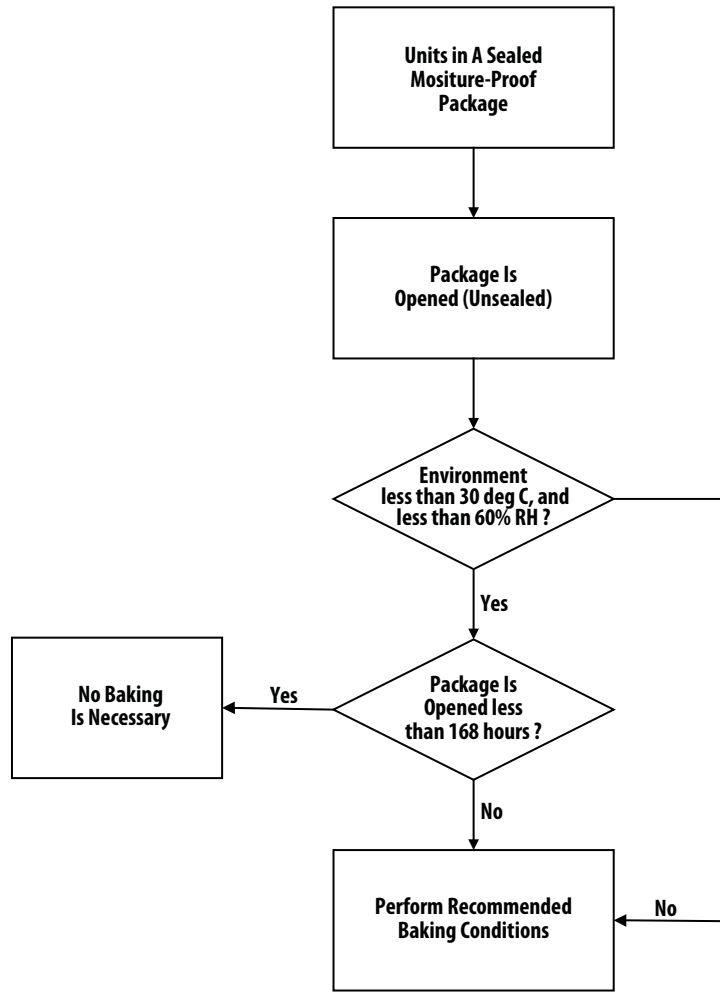 Units in A Sealed
Mositure-Proof
Package
Package Is
Opened (Unsealed)
Environment
less than 30 deg C, and
less than 60% RH ?
Yes
Package Is
Opened less
than 168 hours ?
Yes
No Baking
Is Necessary
No
Perform Recommended
Baking Conditions
No